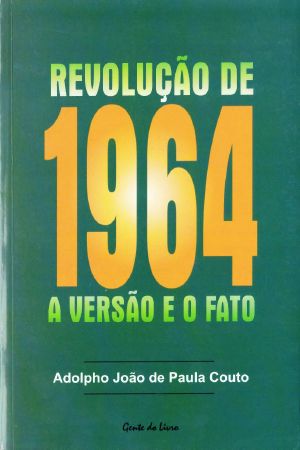 REVOLUÇÃO DE
1964
A VERSÃO E O FATO
Adolpho João de Paula Couto
Gente do Livro